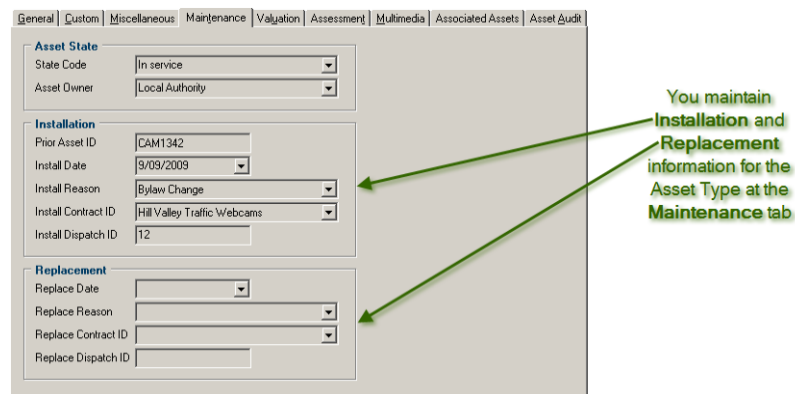 General Custom Miscellaneous Maintenance Valuation Assessment Multimedia Associated Assets Asset Audit
Asset State
State Code In service
Asset Owner Local Authority
Installation
Prior Asset ID CAM1342
Install Date 9/09/2009
Install Reason Bylaw Change
Install Contract ID Hill Valley Traffic Webcams
Install Dispatch ID 12
Replacement
Replace Date
Replace Reason
Replace Contract ID
Replace Dispatch ID
You maintain
Installation and
Replacement
information for the
Asset Type at the
Maintenance tab